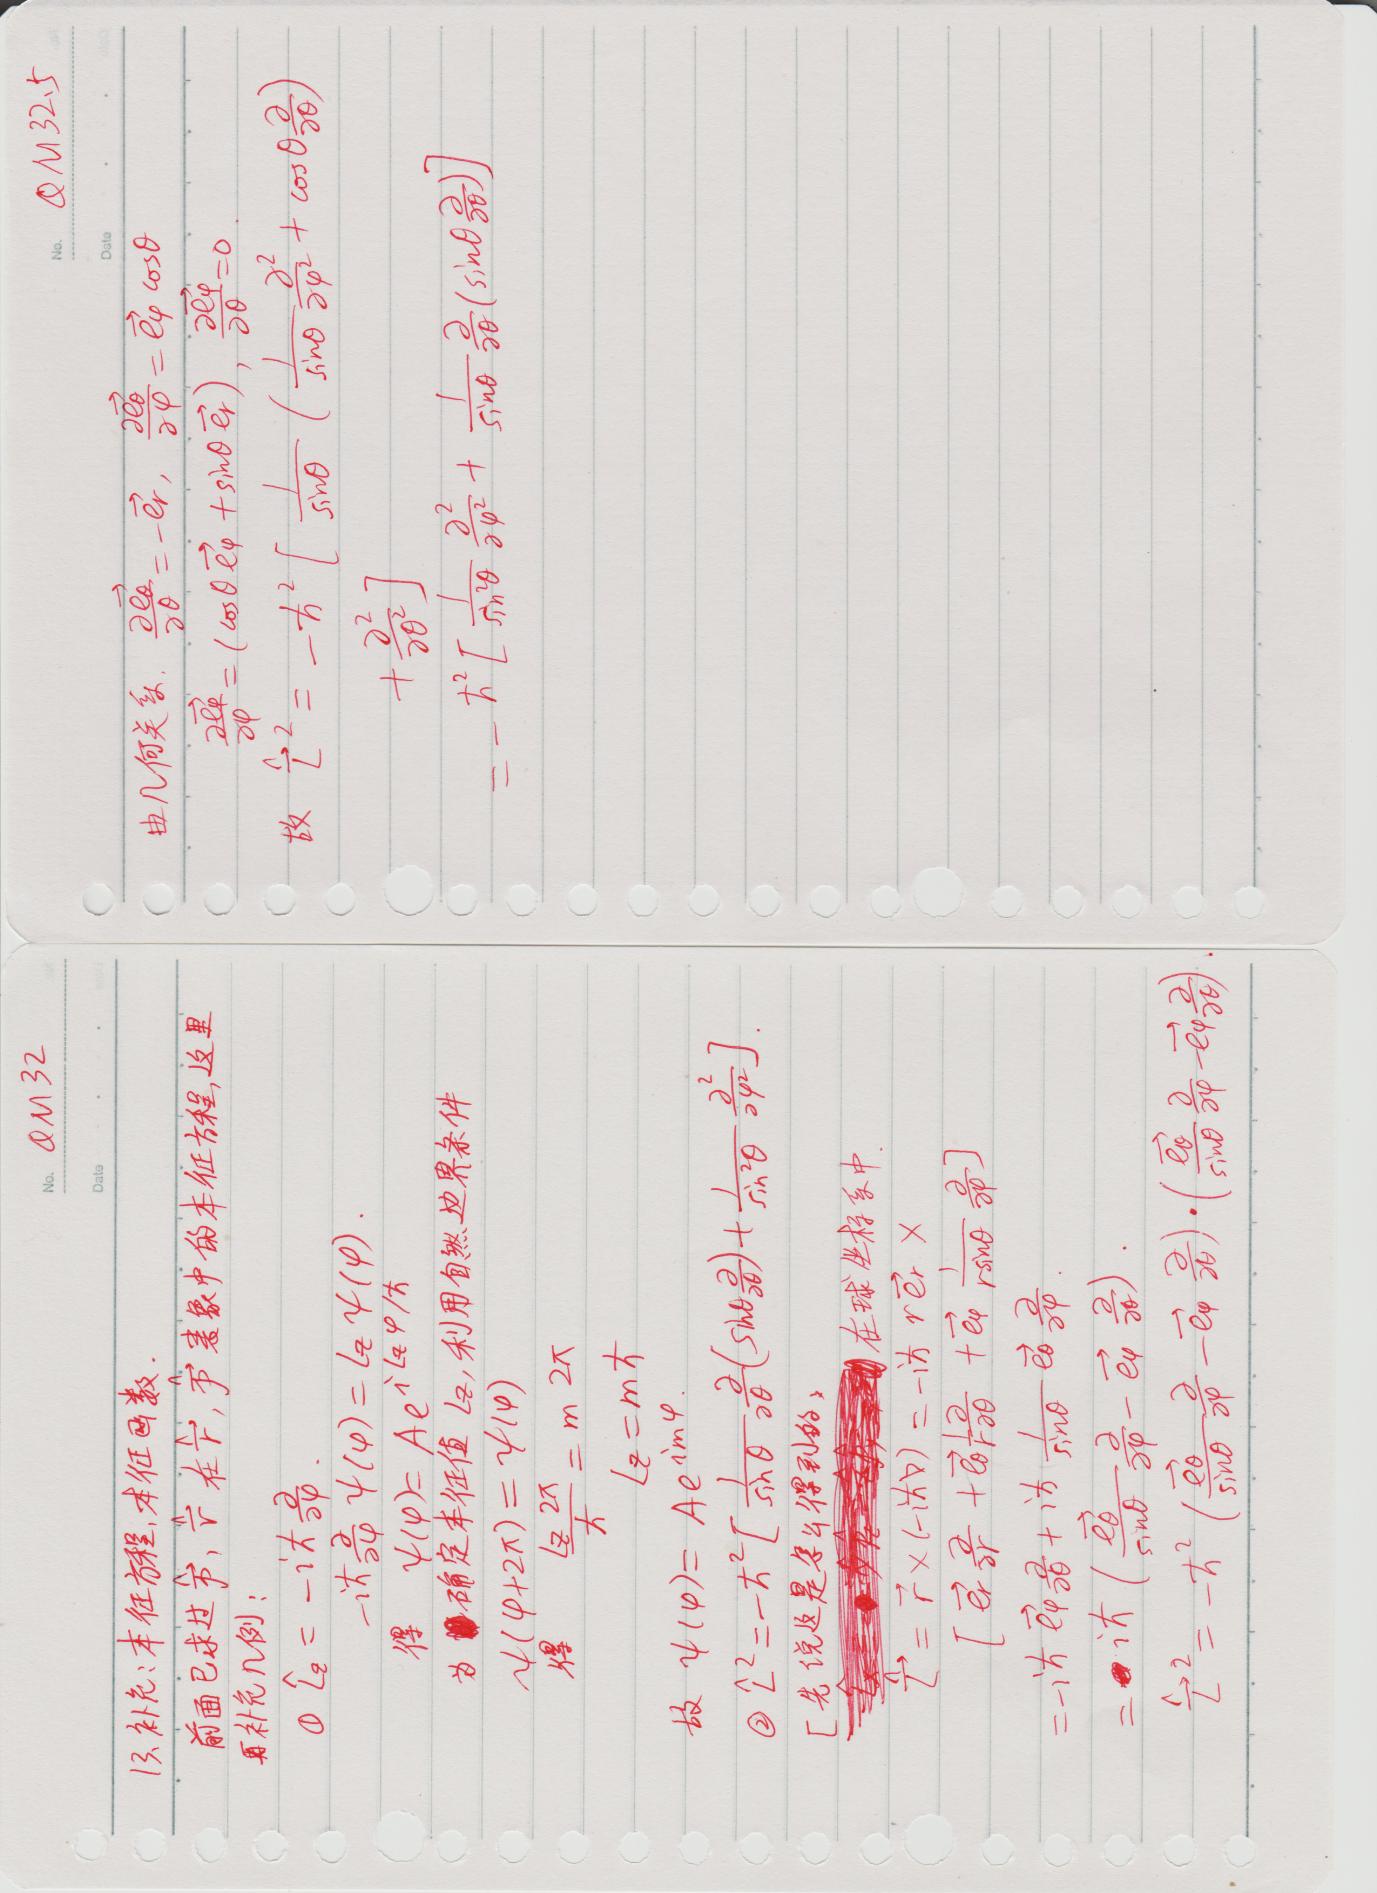 No. QM32
Date
13、补充：本征方程，本征函数.
前面已求过 $\hat{\vec{p}}$, $\hat{\vec{r}}$ 在 $\hat{\vec{r}}$, $\hat{\vec{p}}$ 表象中的本征方程,这里
再补充几例：
① $\hat{L}_z = -i\hbar\frac{\partial}{\partial\varphi}$.
$-i\hbar\frac{\partial}{\partial\varphi}\psi(\varphi) = L_z\psi(\varphi)$.
得 $\psi(\varphi) = Ae^{iL_z\varphi/\hbar}$
为确定本征值 $L_z$, 利用自然边界条件
$\psi(\varphi+2\pi) = \psi(\varphi)$
得 $\frac{L_z 2\pi}{\hbar} = m\,2\pi$
$L_z = m\hbar$
故 $\psi(\varphi) = Ae^{im\varphi}$.
② $\hat{L}^2 = -\hbar^2[\frac{1}{\sin\theta}\frac{\partial}{\partial\theta}(\sin\theta\frac{\partial}{\partial\theta}) + \frac{1}{\sin^2\theta}\frac{\partial^2}{\partial\varphi^2}]$.
[先说这是怎么得到的,
在球坐标系中.
$\hat{\vec{L}} = \vec{r}\times(-i\hbar\nabla) = -i\hbar\, r\vec{e_r}\times$
$[\vec{e_r}\frac{\partial}{\partial r} + \vec{e_\theta}\frac{1}{r}\frac{\partial}{\partial\theta} + \vec{e_\varphi}\frac{1}{r\sin\theta}\frac{\partial}{\partial\varphi}]$
$= -i\hbar\,\vec{e_\varphi}\frac{\partial}{\partial\theta} + i\hbar\frac{1}{\sin\theta}\vec{e_\theta}\frac{\partial}{\partial\varphi}$.
$= i\hbar(\frac{\vec{e_\theta}}{\sin\theta}\frac{\partial}{\partial\varphi} - \vec{e_\varphi}\frac{\partial}{\partial\theta})$.
$\hat{\vec{L}}^2 = -\hbar^2(\frac{\vec{e_\theta}}{\sin\theta}\frac{\partial}{\partial\varphi} - \vec{e_\varphi}\frac{\partial}{\partial\theta})\cdot(\frac{\vec{e_\theta}}{\sin\theta}\frac{\partial}{\partial\varphi} - \vec{e_\varphi}\frac{\partial}{\partial\theta})$.
No. QM32.5
Date
由几何关系. $\frac{\partial\vec{e_\theta}}{\partial\theta} = -\vec{e_r}$, $\frac{\partial\vec{e_\theta}}{\partial\varphi} = \vec{e_\varphi}\cos\theta$
$\frac{\partial\vec{e_\varphi}}{\partial\varphi} = (\cos\theta\,\vec{e_\varphi} + \sin\theta\,\vec{e_r})$, $\frac{\partial\vec{e_\varphi}}{\partial\theta} = 0$.
故 $\hat{\vec{L}}^2 = -\hbar^2[\frac{1}{\sin\theta}(\frac{1}{\sin\theta}\frac{\partial^2}{\partial\varphi^2} + \cos\theta\frac{\partial}{\partial\theta})$
$+ \frac{\partial^2}{\partial\theta^2}]$
$= -\hbar^2[\frac{1}{\sin^2\theta}\frac{\partial^2}{\partial\varphi^2} + \frac{1}{\sin\theta}\frac{\partial}{\partial\theta}(\sin\theta\frac{\partial}{\partial\theta})]$